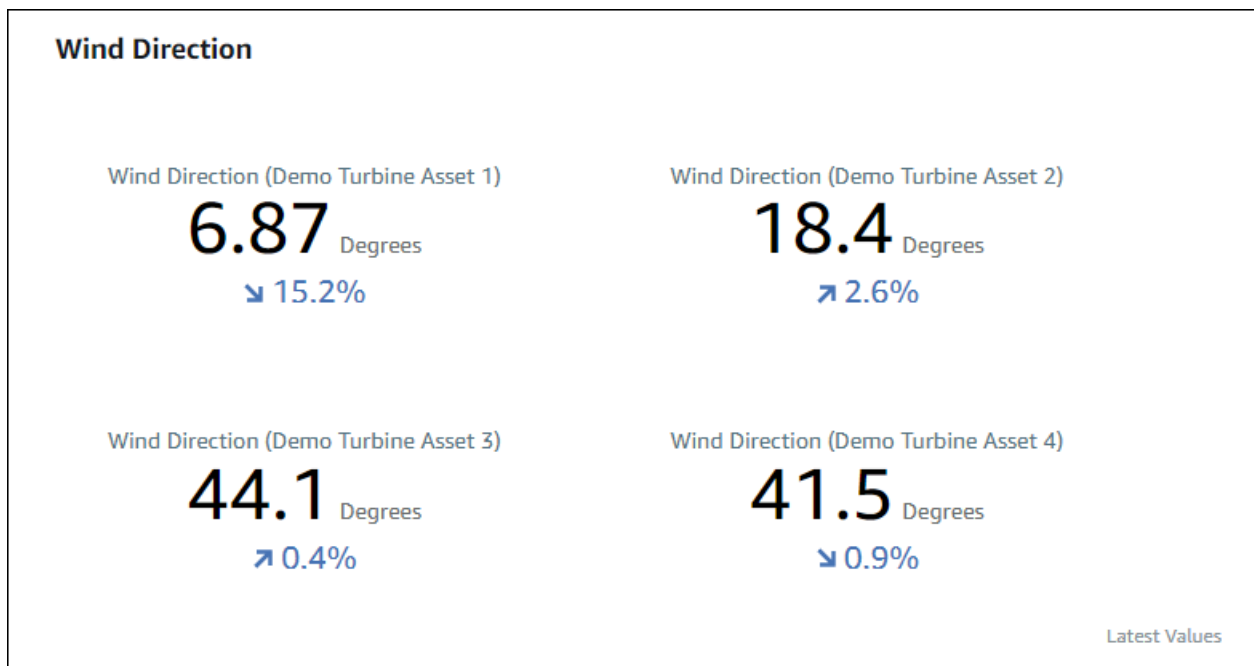 Wind Direction
Wind Direction (Demo Turbine Asset 1)
6.87 Degrees
15.2%
Wind Direction (Demo Turbine Asset 2)
18.4 Degrees
2.6%
Wind Direction (Demo Turbine Asset 3)
44.1 Degrees
0.4%
Wind Direction (Demo Turbine Asset 4)
41.5 Degrees
0.9%
Latest Values